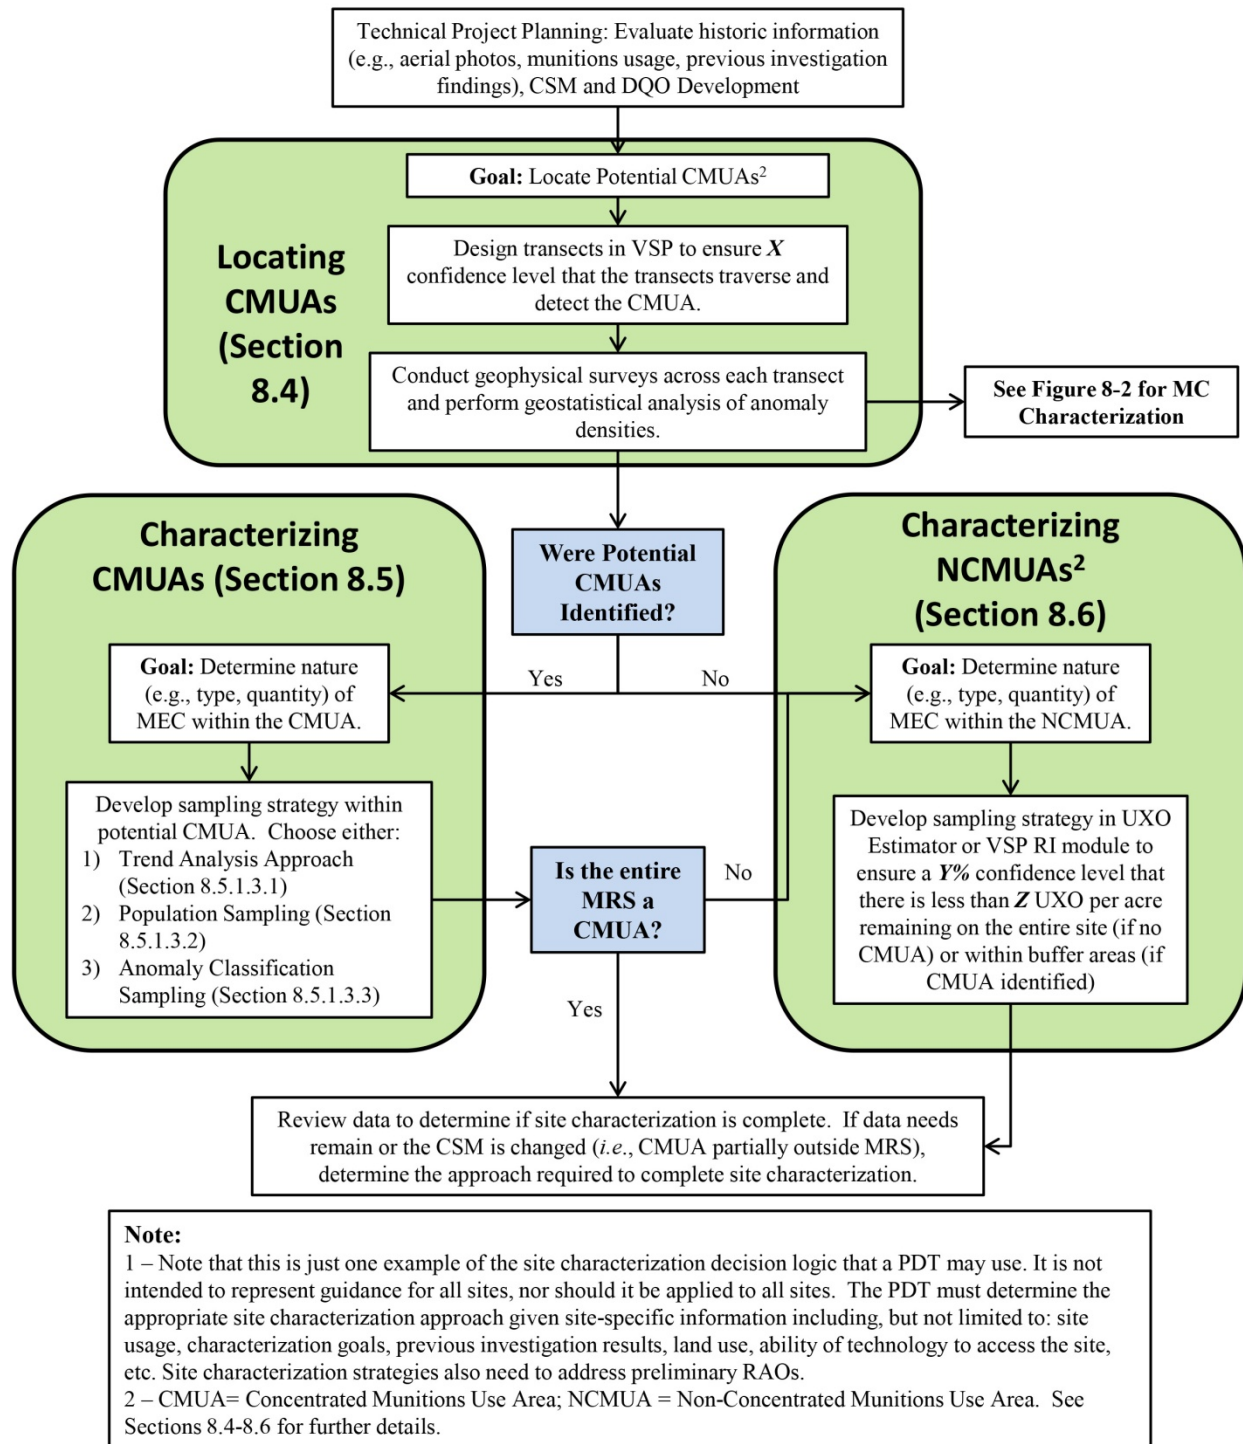 Technical Project Planning: Evaluate historic information
(e.g., aerial photos, munitions usage, previous investigation
findings), CSM and DQO Development
Goal: Locate Potential CMUAs²
Locating
CMUAs
(Section
8.4)
Design transects in VSP to ensure X
confidence level that the transects traverse and
detect the CMUA.
Conduct geophysical surveys across each transect
and perform geostatistical analysis of anomaly
densities.
See Figure 8-2 for MC
Characterization
Characterizing
CMUAs (Section 8.5)
Were Potential
CMUAs
Identified?
Characterizing
NCMUAs²
(Section 8.6)
Yes
No
Goal: Determine nature
(e.g., type, quantity) of
MEC within the CMUA.
Goal: Determine nature
(e.g., type, quantity) of
MEC within the NCMUA.
Develop sampling strategy within
potential CMUA. Choose either:
1) Trend Analysis Approach
(Section 8.5.1.3.1)
2) Population Sampling (Section
8.5.1.3.2)
3) Anomaly Classification
Sampling (Section 8.5.1.3.3)
Is the entire
MRS a
CMUA?
No
Yes
Develop sampling strategy in UXO
Estimator or VSP RI module to
ensure a Y% confidence level that
there is less than Z UXO per acre
remaining on the entire site (if no
CMUA) or within buffer areas (if
CMUA identified)
Review data to determine if site characterization is complete. If data needs
remain or the CSM is changed (i.e., CMUA partially outside MRS),
determine the approach required to complete site characterization.
Note:
1 – Note that this is just one example of the site characterization decision logic that a PDT may use. It is not
intended to represent guidance for all sites, nor should it be applied to all sites. The PDT must determine the
appropriate site characterization approach given site-specific information including, but not limited to: site
usage, characterization goals, previous investigation results, land use, ability of technology to access the site,
etc. Site characterization strategies also need to address preliminary RAOs.
2 – CMUA= Concentrated Munitions Use Area; NCMUA = Non-Concentrated Munitions Use Area. See
Sections 8.4-8.6 for further details.